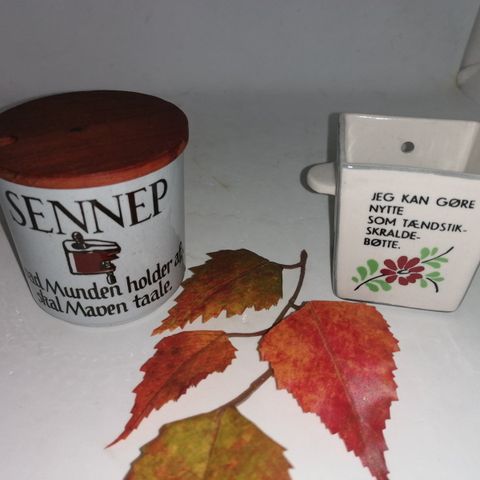 SENNEP
Munden holder af
skal Maven taale.
JEG KAN GØRE
NYTTE
SOM TÆNDSTIK-
SKRALDE-
BØTTE.